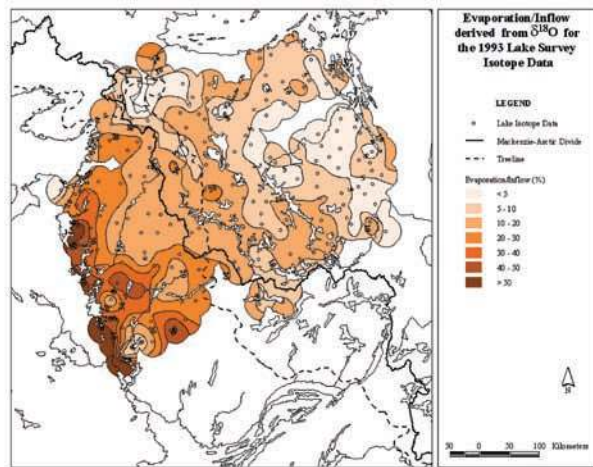 Evaporation/Inflow
derived from δ¹⁸O for
the 1993 Lake Survey
Isotope Data
LEGEND
Lake Isotope Data
Mackenzie-Arctic Divide
Treeline
Evaporation/Inflow (%)
< 5
5 - 10
10 - 20
20 - 30
30 - 40
40 - 50
> 50
N
50 0 50 100 Kilometers